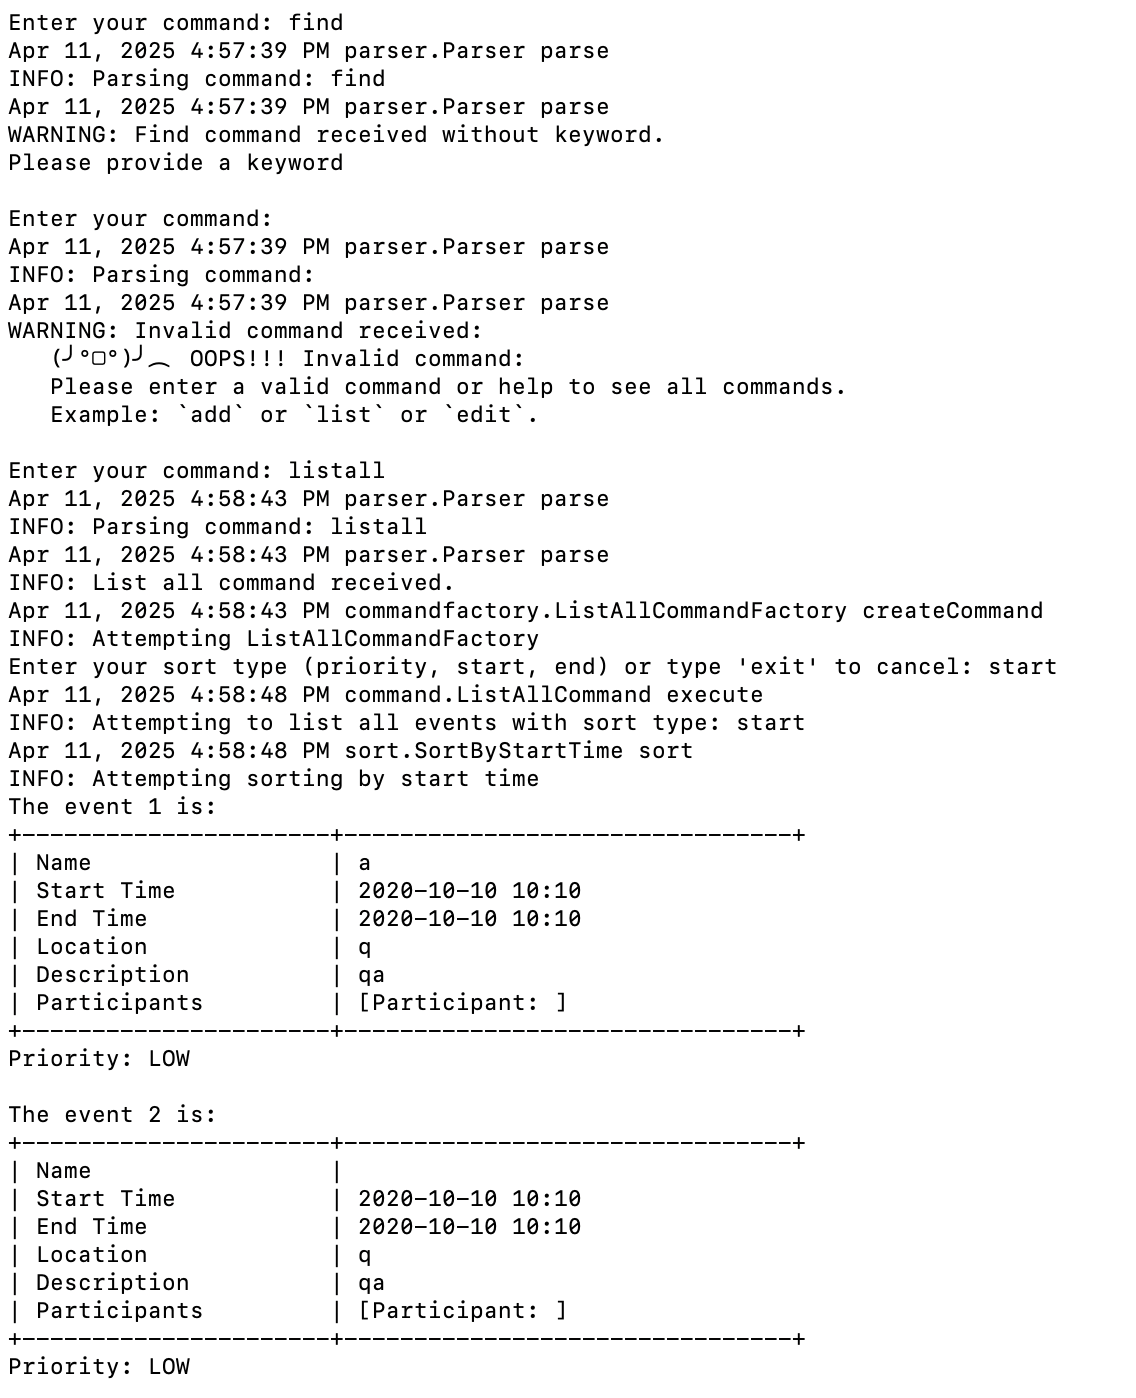 Enter your command: find
Apr 11, 2025 4:57:39 PM parser.Parser parse
INFO: Parsing command: find
Apr 11, 2025 4:57:39 PM parser.Parser parse
WARNING: Find command received without keyword.
Please provide a keyword

Enter your command:
Apr 11, 2025 4:57:39 PM parser.Parser parse
INFO: Parsing command:
Apr 11, 2025 4:57:39 PM parser.Parser parse
WARNING: Invalid command received:
   (╯°□°)╯︵ OOPS!!! Invalid command:
   Please enter a valid command or help to see all commands.
   Example: `add` or `list` or `edit`.

Enter your command: listall
Apr 11, 2025 4:58:43 PM parser.Parser parse
INFO: Parsing command: listall
Apr 11, 2025 4:58:43 PM parser.Parser parse
INFO: List all command received.
Apr 11, 2025 4:58:43 PM commandfactory.ListAllCommandFactory createCommand
INFO: Attempting ListAllCommandFactory
Enter your sort type (priority, start, end) or type 'exit' to cancel: start
Apr 11, 2025 4:58:48 PM command.ListAllCommand execute
INFO: Attempting to list all events with sort type: start
Apr 11, 2025 4:58:48 PM sort.SortByStartTime sort
INFO: Attempting sorting by start time
The event 1 is:
+----------------------+--------------------------------+
| Name                 | a
| Start Time           | 2020-10-10 10:10
| End Time             | 2020-10-10 10:10
| Location             | q
| Description          | qa
| Participants         | [Participant: ]
+----------------------+--------------------------------+
Priority: LOW

The event 2 is:
+----------------------+--------------------------------+
| Name                 |
| Start Time           | 2020-10-10 10:10
| End Time             | 2020-10-10 10:10
| Location             | q
| Description          | qa
| Participants         | [Participant: ]
+----------------------+--------------------------------+
Priority: LOW